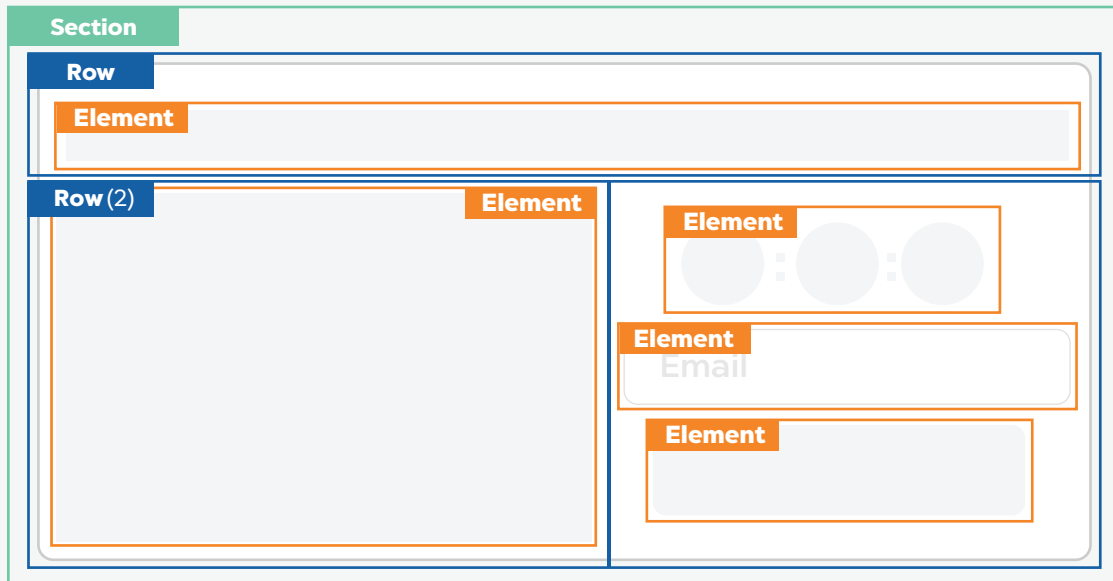 Section
Row
Element
Row (2)
Element
Element
: :
Element
Email
Element